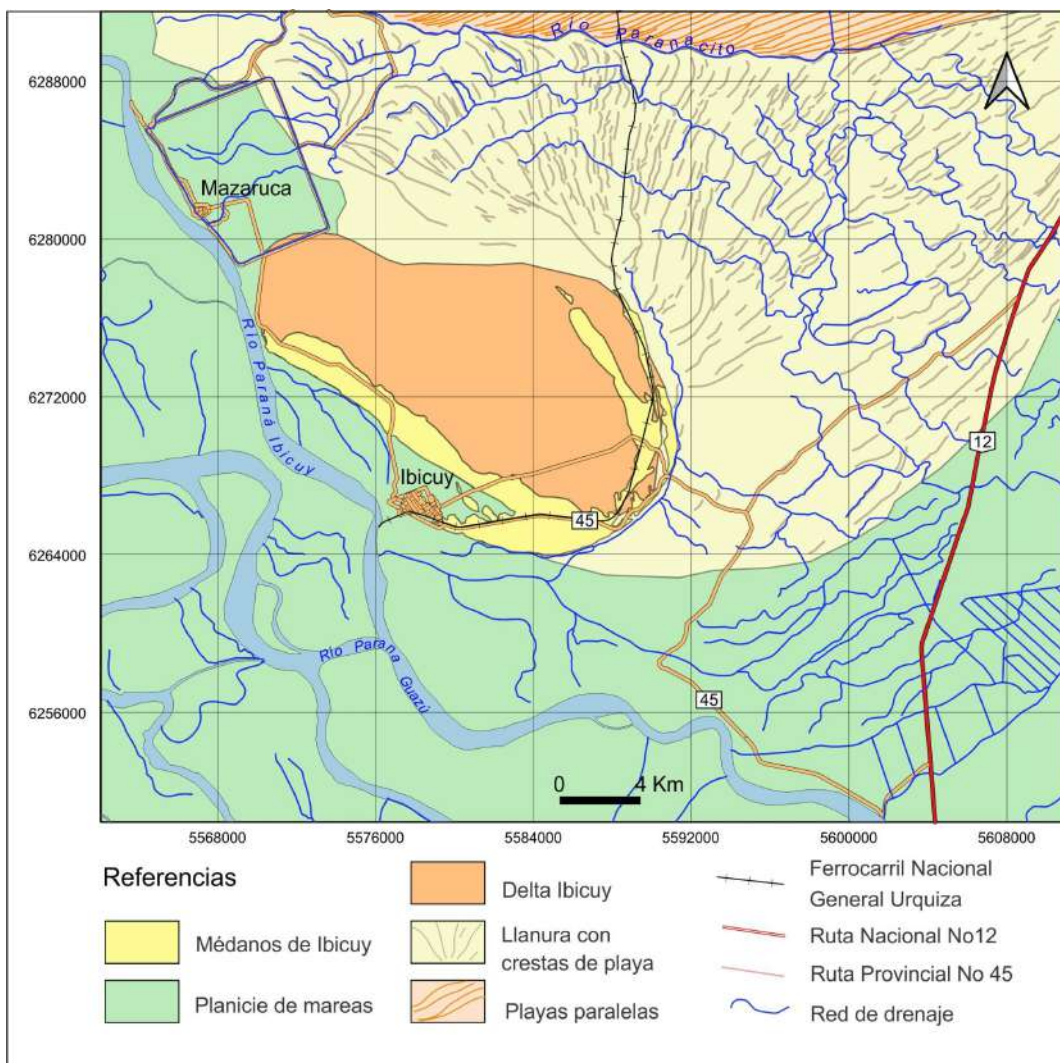 Río Paranacito
6288000
Mazaruca
6280000
Río Paraná Ibicuy
6272000
12
Ibicuy
45
6264000
Río Parana Guazú
45
6256000
0 4 Km
5568000 5576000 5584000 5592000 5600000 5608000
Referencias
Médanos de Ibicuy
Planicie de mareas
Delta Ibicuy
Llanura con
crestas de playa
Playas paralelas
Ferrocarril Nacional
General Urquiza
Ruta Nacional No12
Ruta Provincial No 45
Red de drenaje